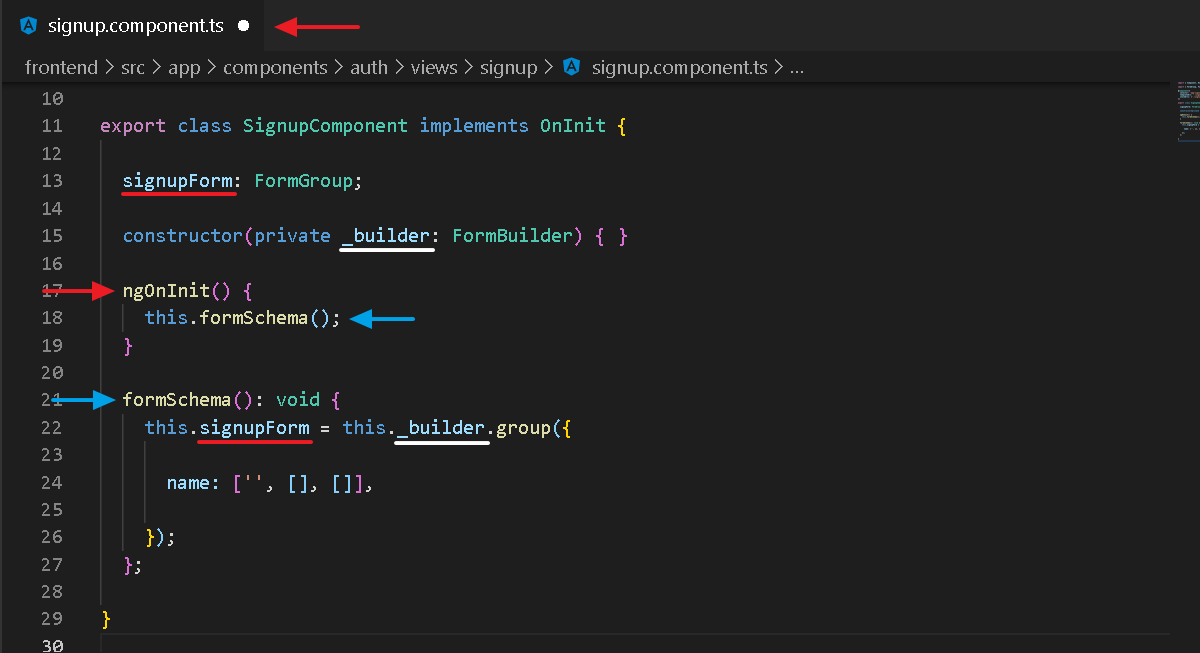 signup.component.ts
frontend > src > app > components > auth > views > signup > signup.component.ts > ...
10
11 export class SignupComponent implements OnInit {
12
13 signupForm: FormGroup;
14
15 constructor(private _builder: FormBuilder) { }
16
17 ngOnInit() {
18 this.formSchema();
19 }
20
21 formSchema(): void {
22 this.signupForm = this._builder.group({
23
24 name: ['', [], []],
25
26 });
27 };
28
29 }
30